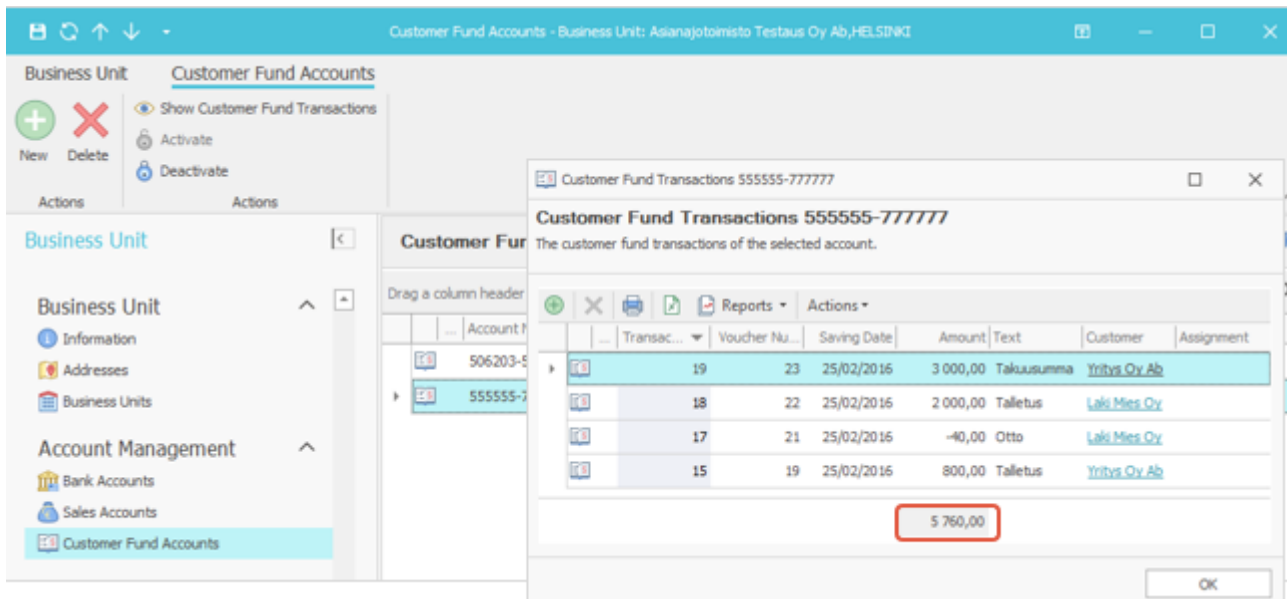 Customer Fund Accounts - Business Unit: Asianajotoimisto Testaus Oy Ab,HELSINKI
Business Unit Customer Fund Accounts
Show Customer Fund Transactions
Activate
New Delete
Deactivate
Actions Actions
Business Unit
Business Unit
Information
Addresses
Business Units
Account Management
Bank Accounts
Sales Accounts
Customer Fund Accounts
Customer Fur
Drag a column header
... Account N
506203-5
555555-7
Customer Fund Transactions 555555-777777
Customer Fund Transactions 555555-777777
The customer fund transactions of the selected account.
Reports Actions
... Transac... Voucher Nu... Saving Date Amount Text Customer Assignment
19 23 25/02/2016 3 000,00 Takuusumma Yritys Oy Ab
18 22 25/02/2016 2 000,00 Talletus Laki Mies Oy
17 21 25/02/2016 -40,00 Otto Laki Mies Oy
15 19 25/02/2016 800,00 Talletus Yritys Oy Ab
5 760,00
OK